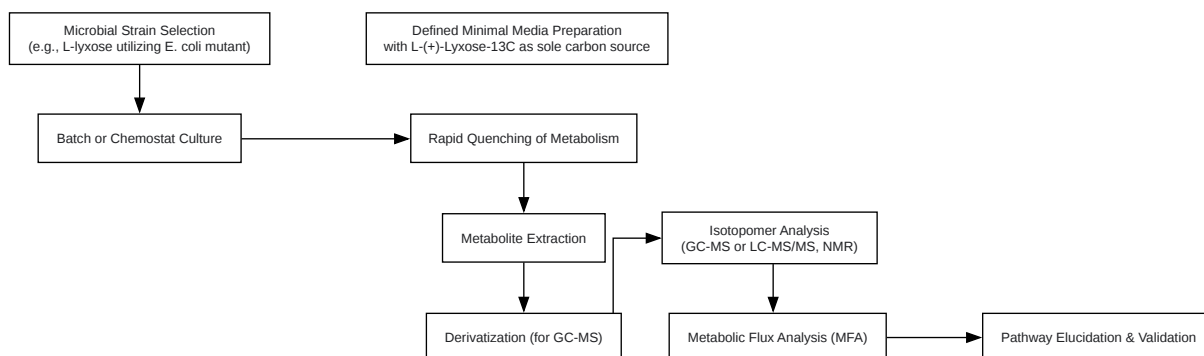 Microbial Strain Selection
(e.g., L-lyxose utilizing E. coli mutant)
Defined Minimal Media Preparation
with L-(+)-Lyxose-13C as sole carbon source
Batch or Chemostat Culture
Rapid Quenching of Metabolism
Metabolite Extraction
Isotopomer Analysis
(GC-MS or LC-MS/MS, NMR)
Derivatization (for GC-MS)
Metabolic Flux Analysis (MFA)
Pathway Elucidation & Validation